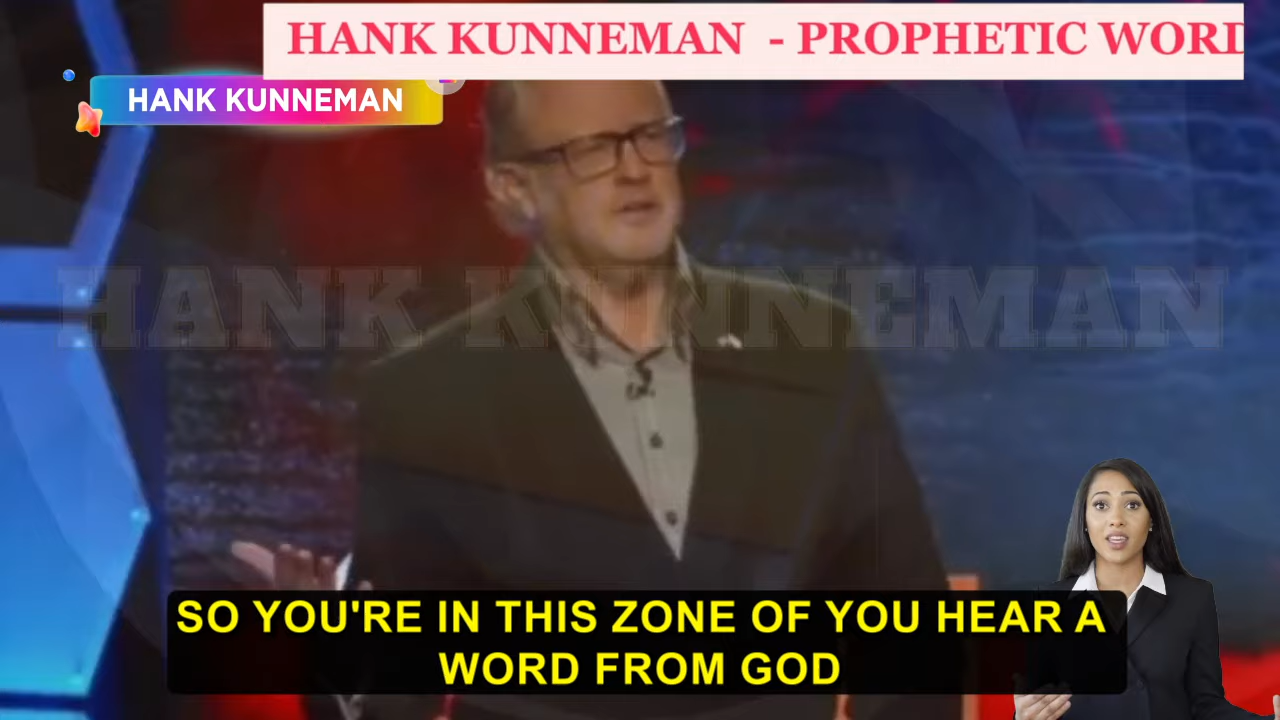 HANK KUNNEMAN - PROPHETIC WORD
HANK KUNNEMAN
HANK KUNNEMAN
SO YOU'RE IN THIS ZONE OF YOU HEAR A
WORD FROM GOD